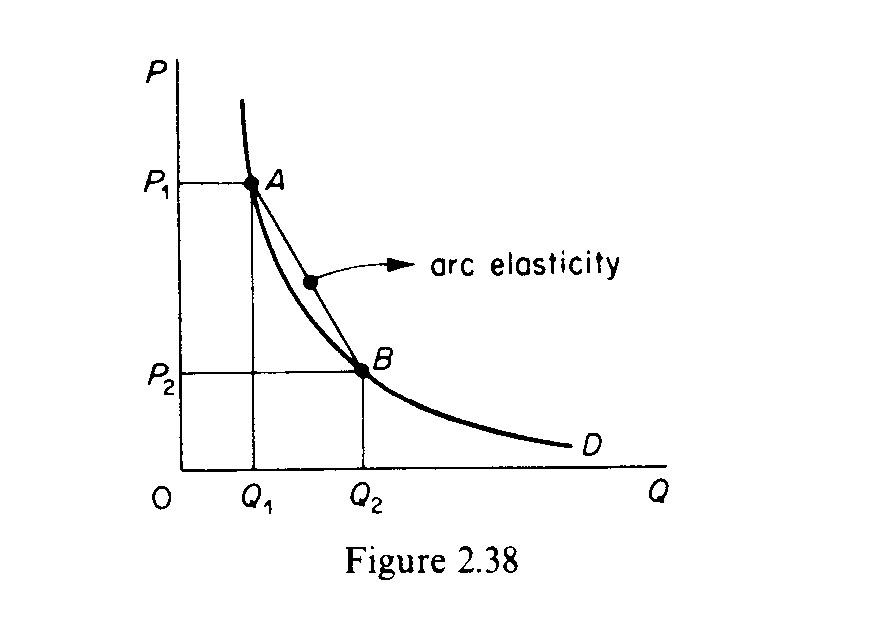 P
P₁ A
arc elasticity
P₂ B
D
O Q₁ Q₂ Q
Figure 2.38